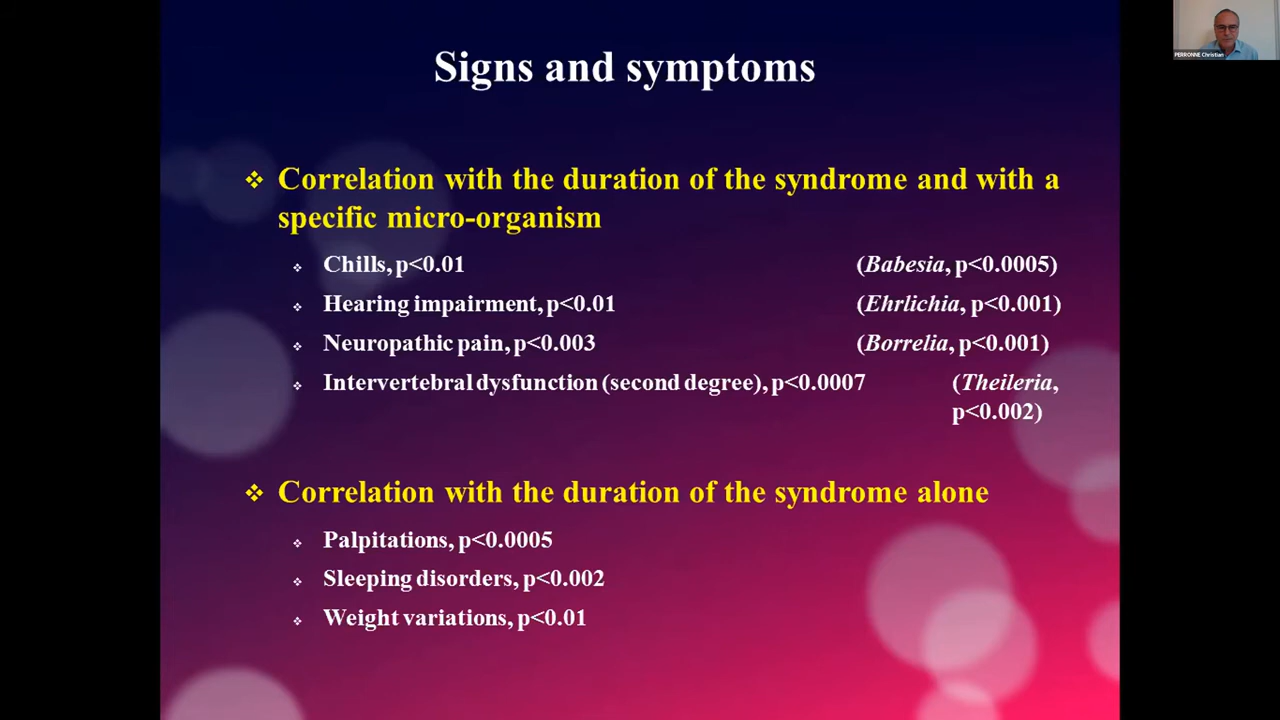 PERRONNE Christian
Signs and symptoms
Correlation with the duration of the syndrome and with a
specific micro-organism
Chills, p<0.01 (Babesia, p<0.0005)
Hearing impairment, p<0.01 (Ehrlichia, p<0.001)
Neuropathic pain, p<0.003 (Borrelia, p<0.001)
Intervertebral dysfunction (second degree), p<0.0007 (Theileria,
p<0.002)
Correlation with the duration of the syndrome alone
Palpitations, p<0.0005
Sleeping disorders, p<0.002
Weight variations, p<0.01